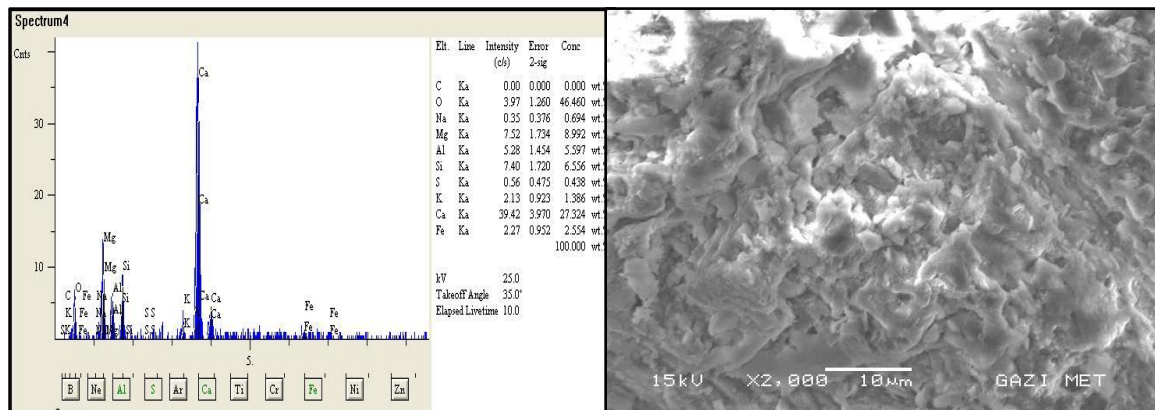 Spectrum4
Cnts
30
20
10
Ca
Ca
Mg
Mg
O
C
Fe
K
Fe
Al
Si
Al
Si
S S
K
K
Ca
Ca
Ca
Ca
Fe
Fe
Fe
Fe
5.
B Ne Al S Ar Ca Ti Cr Fe Ni Zn
Elt. Line Intensity Error Conc
(c/s) 2-sig
C Ka 0.00 0.000 0.000 wt.%
O Ka 3.97 1.260 46.460 wt.%
Na Ka 0.35 0.376 0.694 wt.%
Mg Ka 7.52 1.734 8.992 wt.%
Al Ka 5.28 1.454 5.597 wt.%
Si Ka 7.40 1.720 6.556 wt.%
S Ka 0.56 0.475 0.438 wt.%
K Ka 2.13 0.923 1.386 wt.%
Ca Ka 39.42 3.970 27.324 wt.%
Fe Ka 2.27 0.952 2.554 wt.%
100.000 wt.%
kV 25.0
Takeoff Angle 35.0°
Elapsed Livetime 10.0
15kV X2,000 10μm GAZI MET